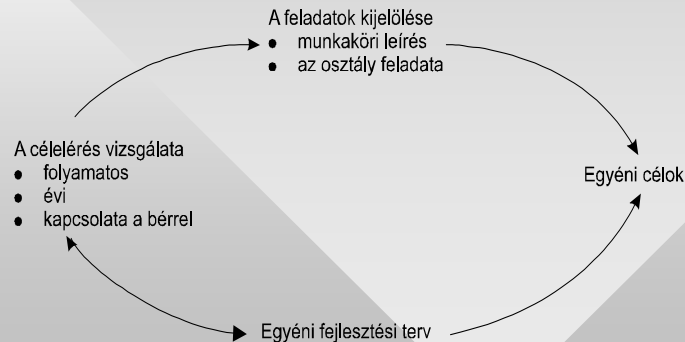 A feladatok kijelölése
• munkaköri leírás
• az osztály feladata
A célelérés vizsgálata
• folyamatos
• évi
• kapcsolata a bérrel
Egyéni célok
Egyéni fejlesztési terv